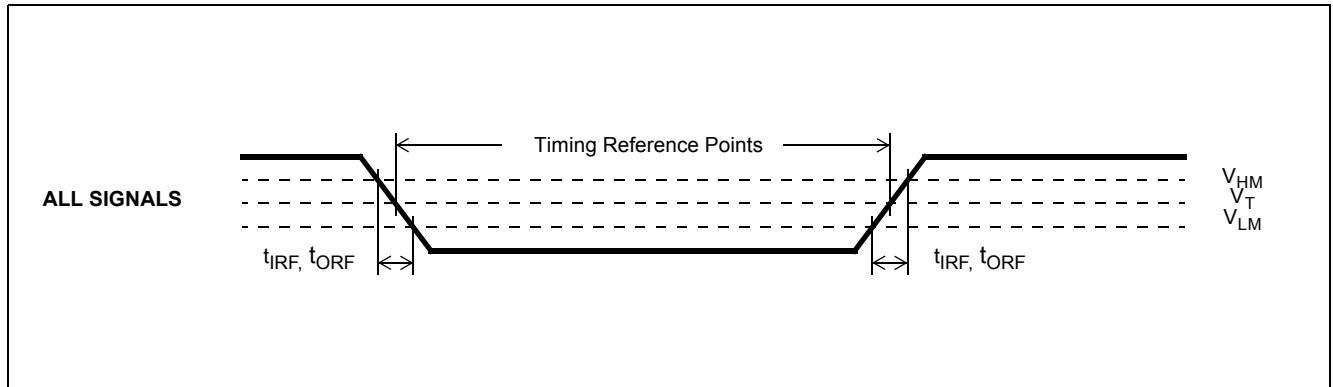 Timing Reference Points
ALL SIGNALS
V_HM
V_T
V_LM
t_IRF, t_ORF
t_IRF, t_ORF